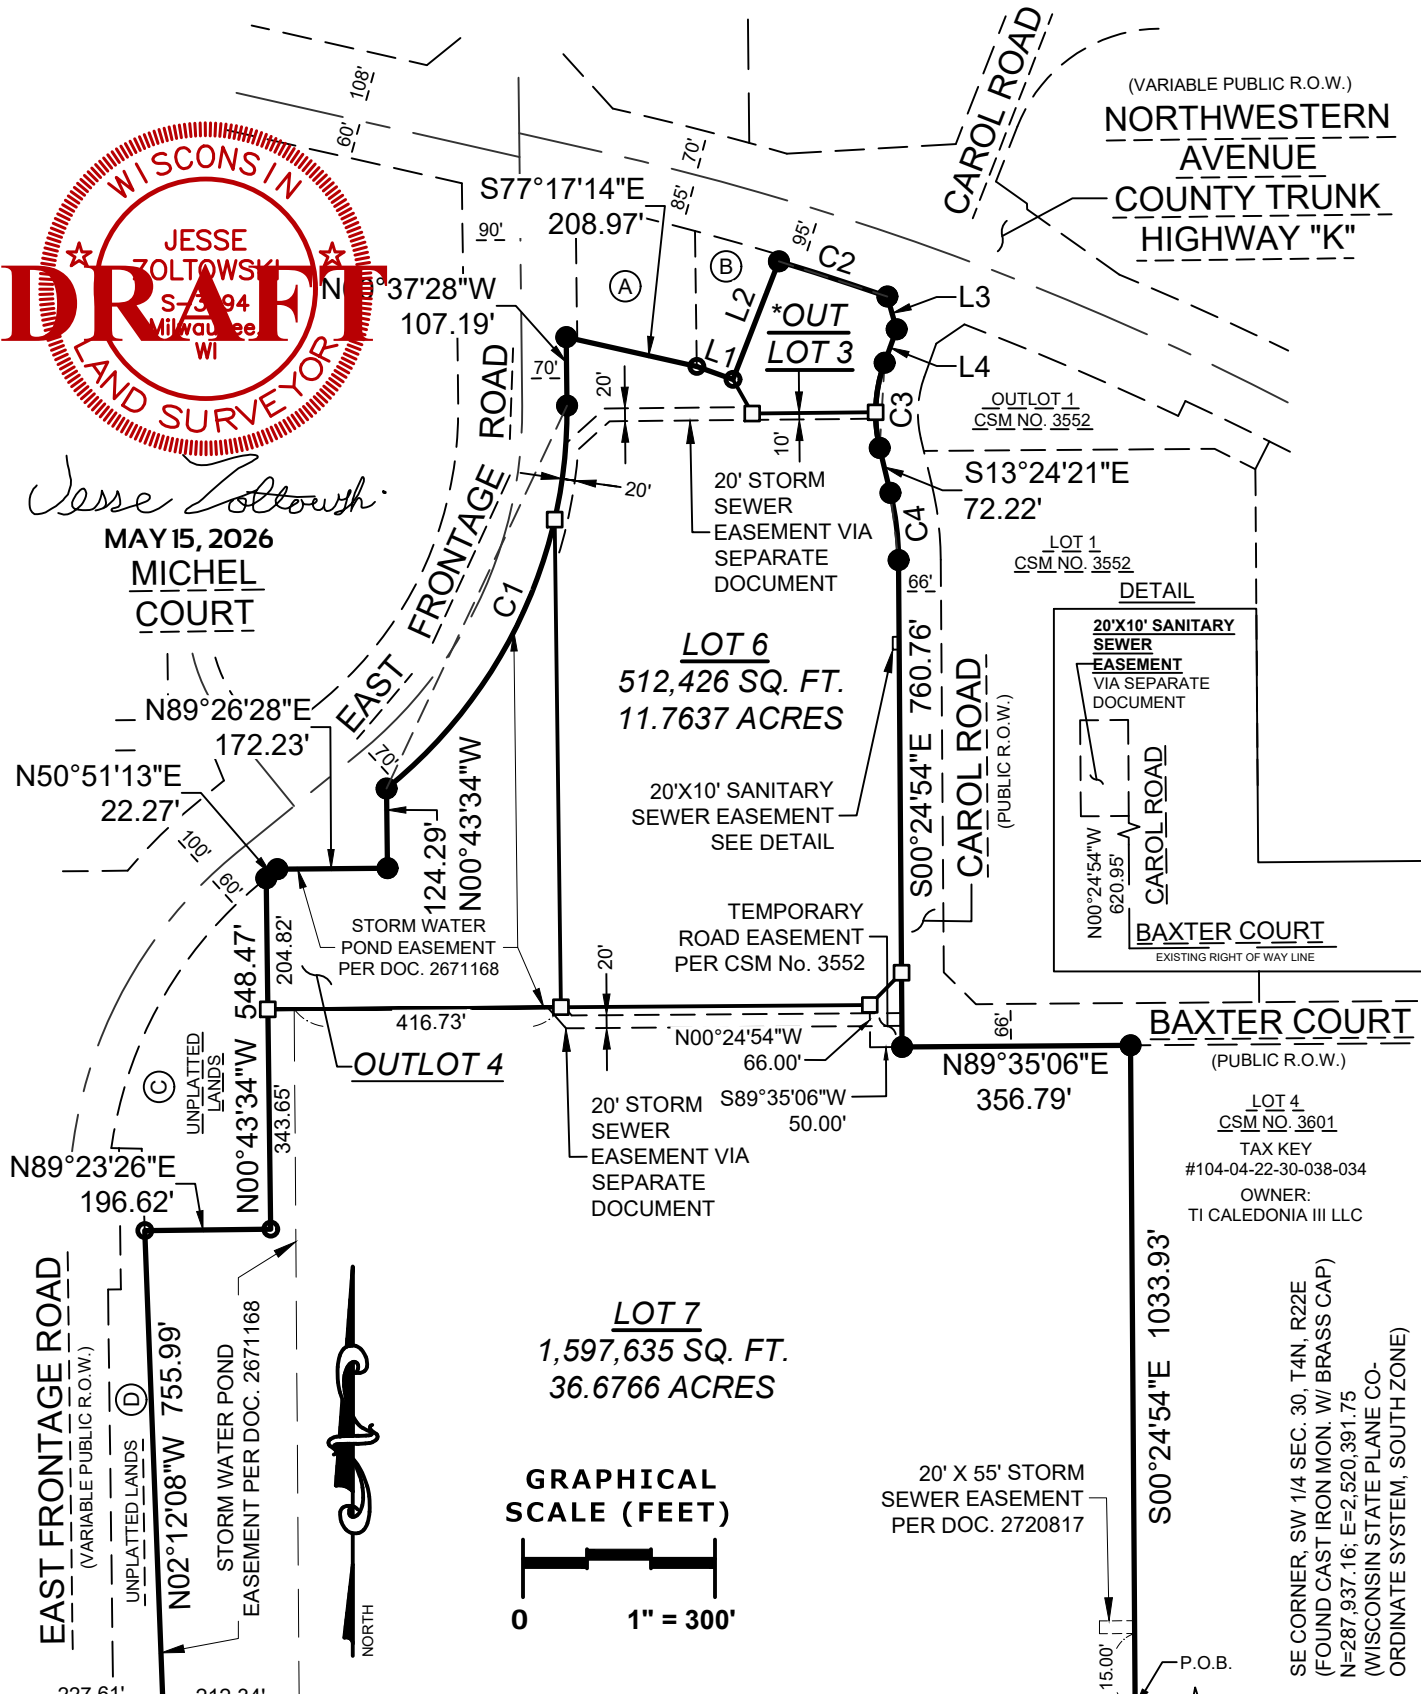 108'
60'
CAROL ROAD
(VARIABLE PUBLIC R.O.W.)
NORTHWESTERN
AVENUE
COUNTY TRUNK
HIGHWAY "K"
WISCONSIN
JESSE
ZOLTOWSKI
Milwaukee,
WI
LAND SURVEYOR
DRAFT
Jesse Zoltowski
MAY 15, 2026
MICHEL
COURT
S77°17'14"E
208.97'
90'
85'
70'
95'
A
B
C2
L2
L1
L3
L4
C3
C4
*OUT
LOT 3
107.19'
70'
20'
10'
20'
EAST FRONTAGE ROAD
C1
70'
20' STORM
SEWER
EASEMENT VIA
SEPARATE
DOCUMENT
OUTLOT 1
CSM NO. 3552
S13°24'21"E
72.22'
LOT 1
CSM NO. 3552
66'
DETAIL
20'X10' SANITARY
SEWER
EASEMENT
VIA SEPARATE
DOCUMENT
N00°24'54"W
620.95'
CAROL ROAD
BAXTER COURT
EXISTING RIGHT OF WAY LINE
LOT 6
512,426 SQ. FT.
11.7637 ACRES
S00°24'54"E 760.76'
CAROL ROAD
(PUBLIC R.O.W.)
N89°26'28"E
172.23'
N50°51'13"E
22.27'
100'
60'
124.29'
N00°43'34"W
20'X10' SANITARY
SEWER EASEMENT
SEE DETAIL
STORM WATER
POND EASEMENT
PER DOC. 2671168
TEMPORARY
ROAD EASEMENT
PER CSM No. 3552
N00°43'34"W 548.47'
204.82'
343.65'
416.73'
20'
OUTLOT 4
C
UNPLATTED
LANDS
N00°24'54"W
66.00'
S89°35'06"W
50.00'
66'
N89°35'06"E
356.79'
BAXTER COURT
(PUBLIC R.O.W.)
LOT 4
CSM NO. 3601
TAX KEY
#104-04-22-30-038-034
OWNER:
TI CALEDONIA III LLC
20' STORM
SEWER
EASEMENT VIA
SEPARATE
DOCUMENT
N89°23'26"E
196.62'
EAST FRONTAGE ROAD
(VARIABLE PUBLIC R.O.W.)
D
UNPLATTED LANDS
N02°12'08"W 755.99'
STORM WATER POND
EASEMENT PER DOC. 2671168
NORTH
LOT 7
1,597,635 SQ. FT.
36.6766 ACRES
GRAPHICAL
SCALE (FEET)
0 1" = 300'
20' X 55' STORM
SEWER EASEMENT
PER DOC. 2720817
S00°24'54"E 1033.93'
15.00'
P.O.B.
SE CORNER, SW 1/4 SEC. 30, T4N, R22E
(FOUND CAST IRON MON. W/ BRASS CAP)
N=287,937.16; E=2,520,391.75
(WISCONSIN STATE PLANE CO-
ORDINATE SYSTEM, SOUTH ZONE)